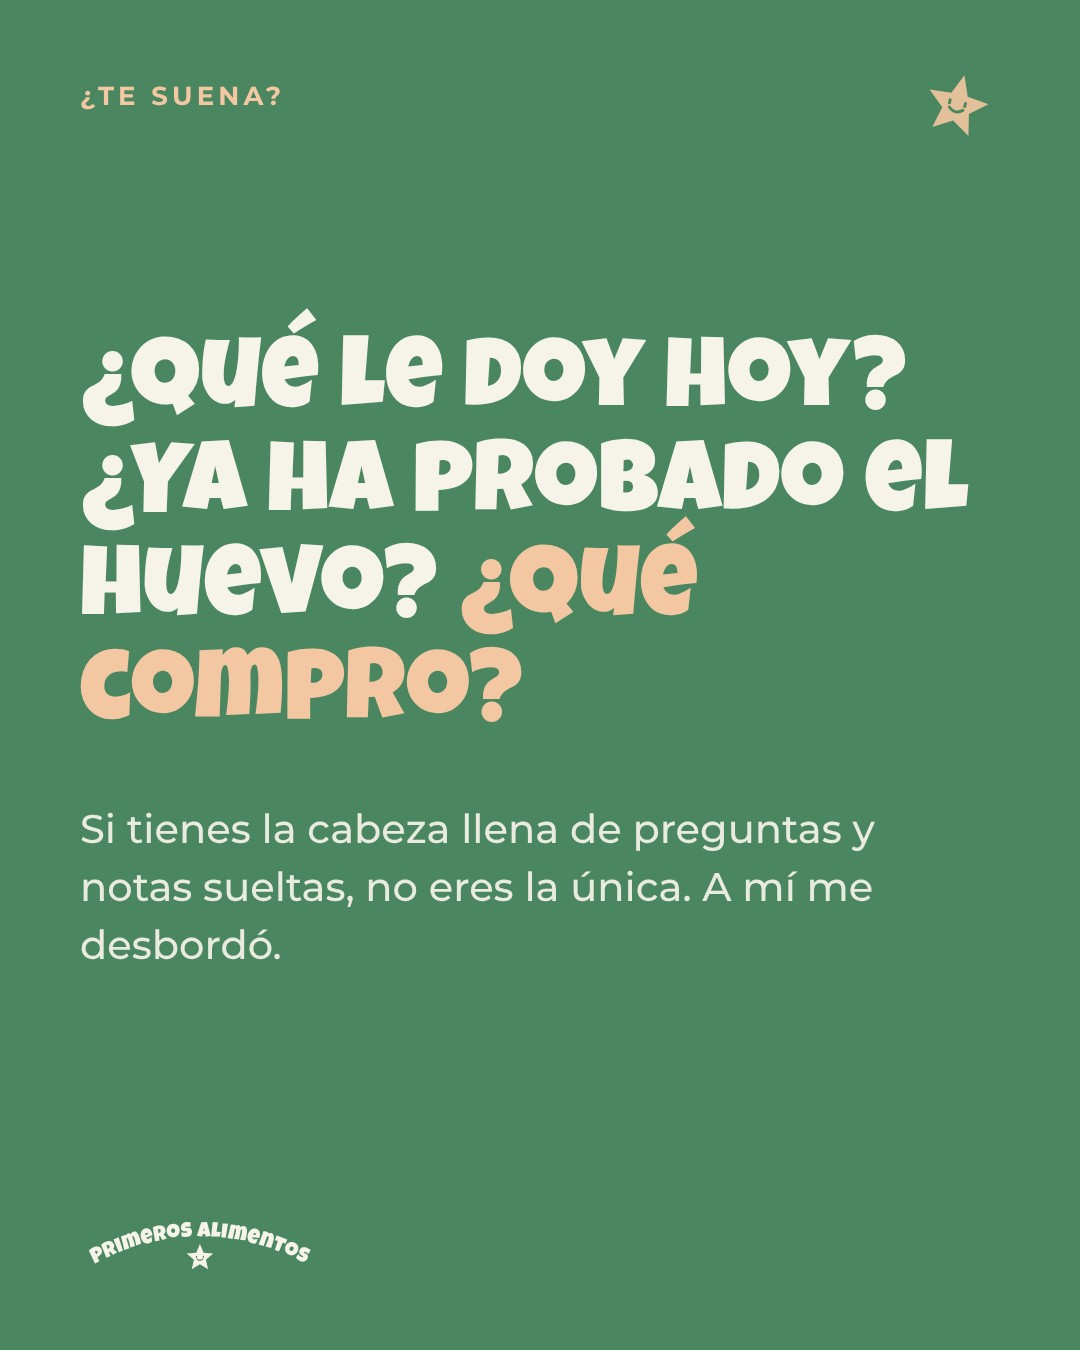 ¿TE SUENA?
¿Qué le doy hoy?
¿Ya ha probado el
huevo? ¿Qué
compro?
Si tienes la cabeza llena de preguntas y
notas sueltas, no eres la única. A mí me
desbordó.
PRIMEROS ALIMENTOS